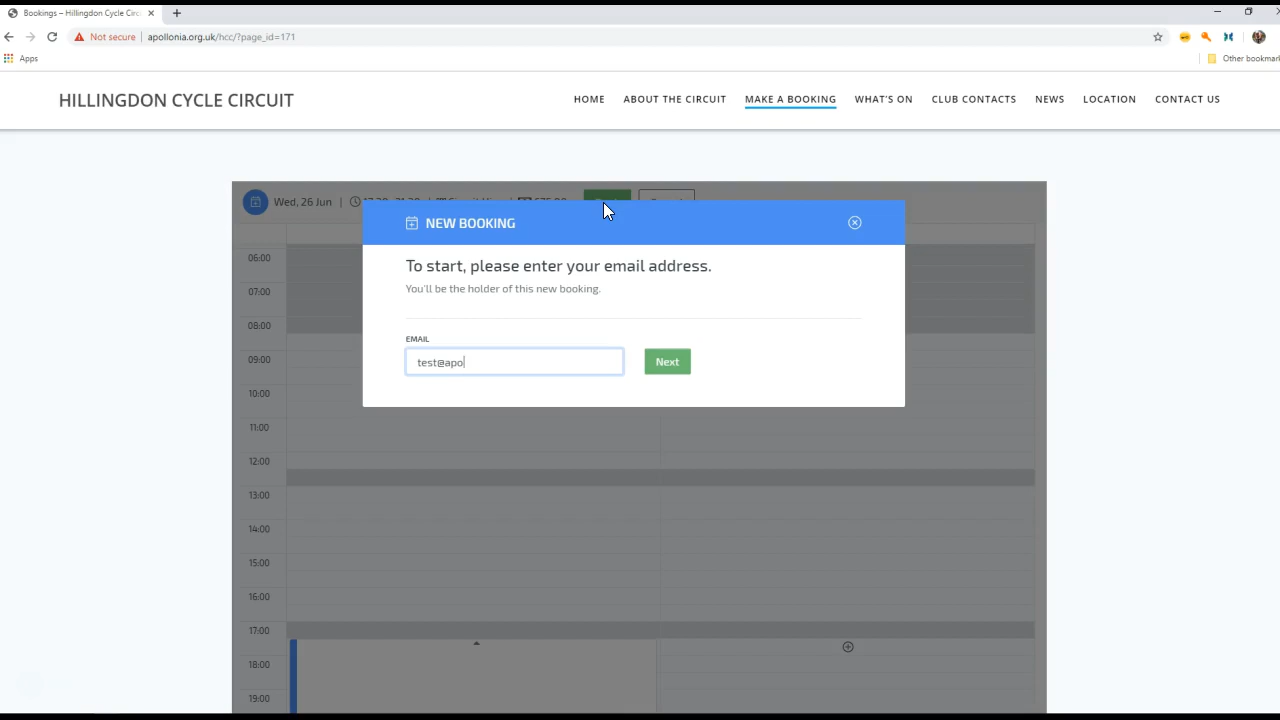 Bookings – Hillingdon Cycle Circ
Not secure | apollonia.org.uk/hcc/?page_id=171
Apps
Other bookmark
HILLINGDON CYCLE CIRCUIT
HOME ABOUT THE CIRCUIT MAKE A BOOKING WHAT'S ON CLUB CONTACTS NEWS LOCATION CONTACT US
Wed, 26 Jun |
NEW BOOKING
To start, please enter your email address.
You'll be the holder of this new booking.
EMAIL
test@apo
Next
06:00
07:00
08:00
09:00
10:00
11:00
12:00
13:00
14:00
15:00
16:00
17:00
18:00
19:00